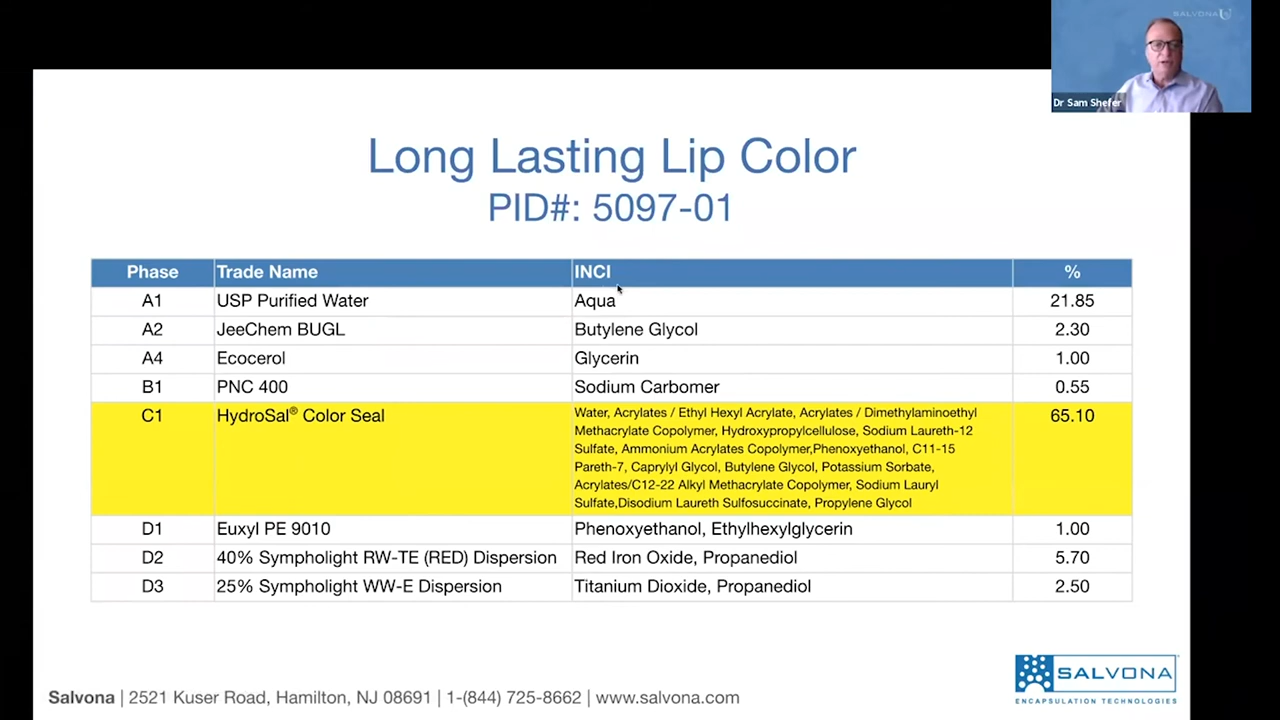 SALVONA
Dr Sam Shefer
Long Lasting Lip Color
PID#: 5097-01
Phase Trade Name INCI %
A1 USP Purified Water Aqua 21.85
A2 JeeChem BUGL Butylene Glycol 2.30
A4 Ecocerol Glycerin 1.00
B1 PNC 400 Sodium Carbomer 0.55
C1 HydroSal® Color Seal Water, Acrylates / Ethyl Hexyl Acrylate, Acrylates / Dimethylaminoethyl 65.10
Methacrylate Copolymer, Hydroxypropylcellulose, Sodium Laureth-12
Sulfate, Ammonium Acrylates Copolymer,Phenoxyethanol, C11-15
Pareth-7, Caprylyl Glycol, Butylene Glycol, Potassium Sorbate,
Acrylates/C12-22 Alkyl Methacrylate Copolymer, Sodium Lauryl
Sulfate,Disodium Laureth Sulfosuccinate, Propylene Glycol
D1 Euxyl PE 9010 Phenoxyethanol, Ethylhexylglycerin 1.00
D2 40% Sympholight RW-TE (RED) Dispersion Red Iron Oxide, Propanediol 5.70
D3 25% Sympholight WW-E Dispersion Titanium Dioxide, Propanediol 2.50
Salvona | 2521 Kuser Road, Hamilton, NJ 08691 | 1-(844) 725-8662 | www.salvona.com
SALVONA
ENCAPSULATION TECHNOLOGIES